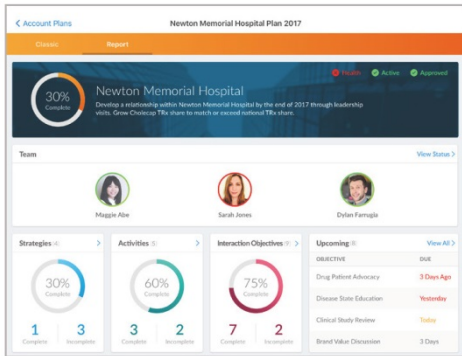 Account Plans
Newton Memorial Hospital Plan 2017
Classic
Report
Health
Active
Approved
30%
Complete
Newton Memorial Hospital
Develop a relationship within Newton Memorial Hospital by the end of 2017 through leadership
visits. Grow Cholecap TRx share to match or exceed national TRx share.
Team
View Status
Maggie Abe
Sarah Jones
Dylan Farrugia
Strategies (4)
30%
Complete
1
Complete
3
Incomplete
Activities (5)
60%
Complete
3
Complete
2
Incomplete
Interaction Objectives (9)
75%
Complete
7
Complete
2
Incomplete
Upcoming (8)
View All
OBJECTIVE
DUE
Drug Patient Advocacy
3 Days Ago
Disease State Education
Yesterday
Clinical Study Review
Today
Brand Value Discussion
3 Days